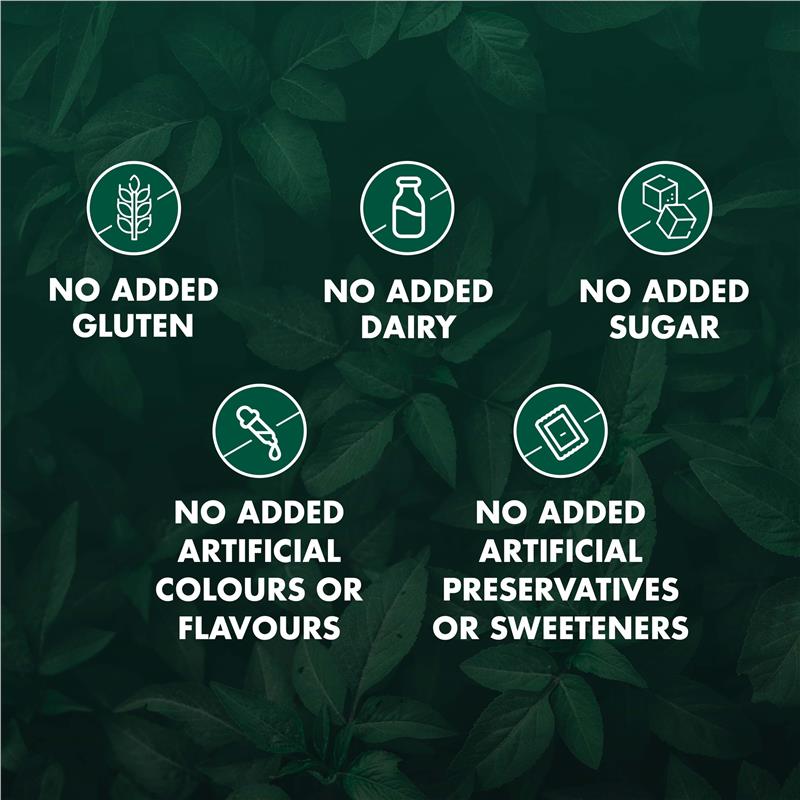 NO ADDED
GLUTEN
NO ADDED
DAIRY
NO ADDED
SUGAR
NO ADDED
ARTIFICIAL
COLOURS OR
FLAVOURS
NO ADDED
ARTIFICIAL
PRESERVATIVES
OR SWEETENERS